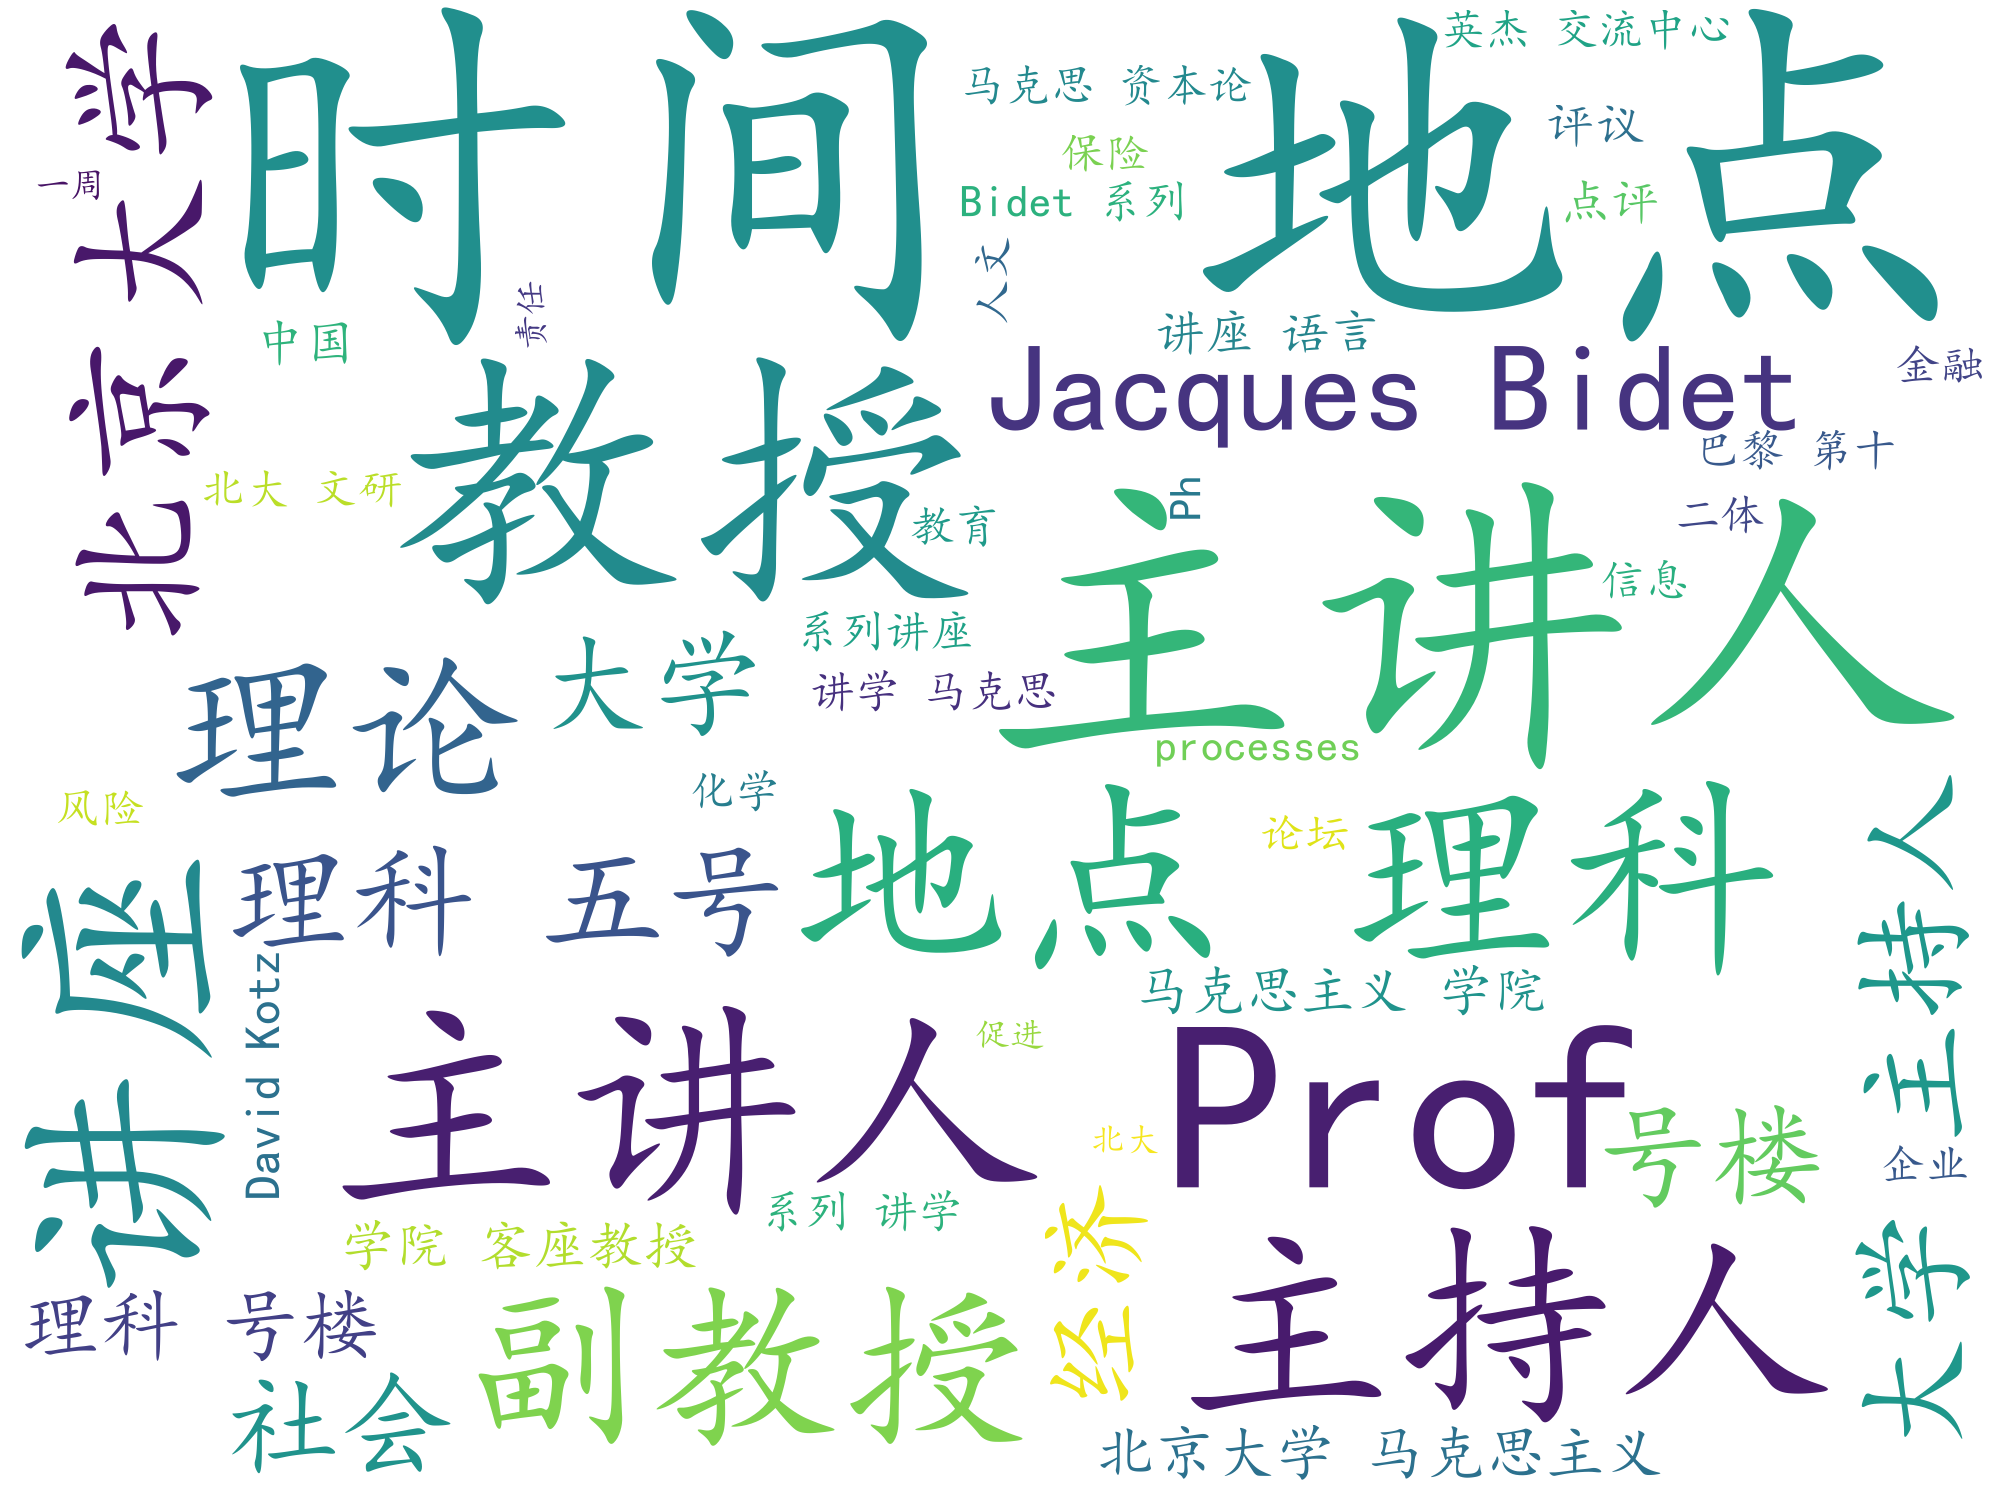 时间
地点
英杰 交流中心
马克思 资本论
评议
保险
点评
Bidet 系列
北京大学
一周
人文
责任
中国
讲座 语言
金融
教授
Jacques Bidet
巴黎 第十
北大 文研
Ph
教育
主讲人
二体
信息
系列讲座
理论
大学
讲学 马克思
processes
化学
风险
地点 理科
论坛
理科 五号
讲座
David Kotz
马克思主义 学院
主讲人
促进
Prof
大学 主持人
北大
号楼
企业
系列 讲学
学院 客座教授
经济
理科 号楼
副教授
主持人
社会
北京大学 马克思主义